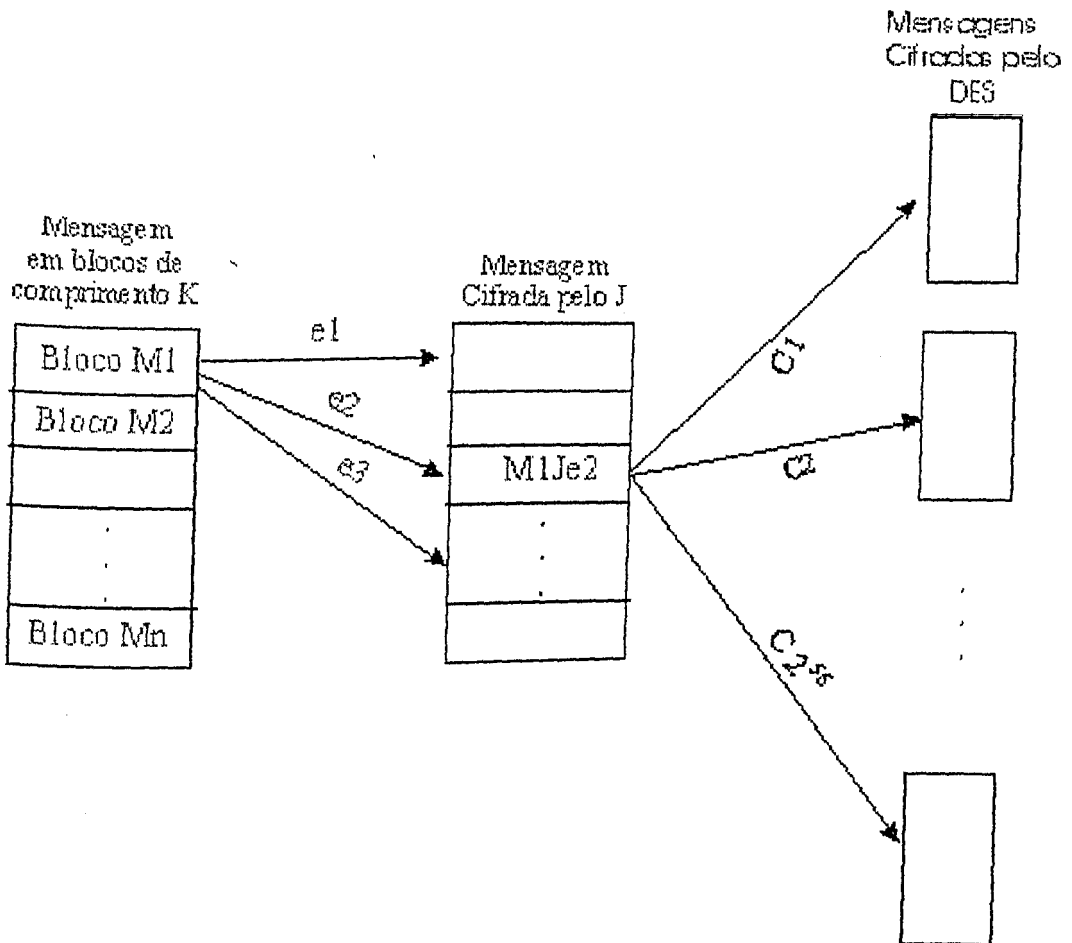 Mensagens
Cifradas pelo
DES
Mensagem
em blocos de
comprimento K
Mensagem
Cifrada pelo J
Bloco M1
Bloco M2
Bloco Mn
e1
e2
e3
M1Je2
C1
C2
C2^56